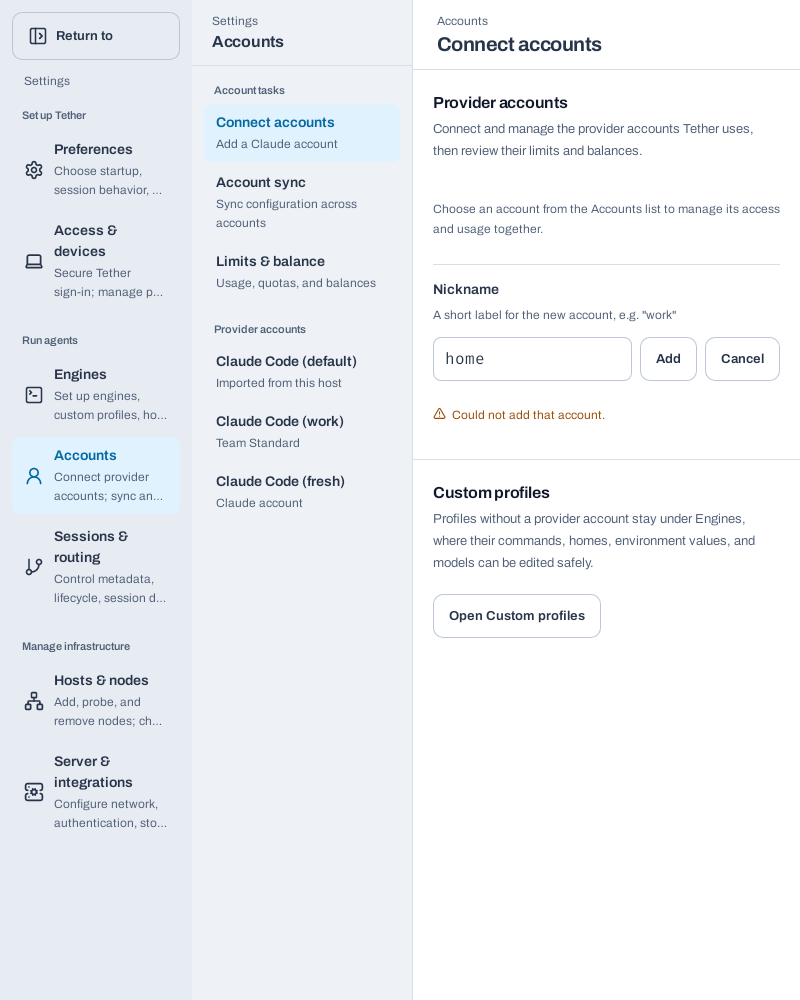 Return to
Settings
Set up Tether
Preferences
Choose startup,
session behavior, ...
Access &
devices
Secure Tether
sign-in; manage p...
Run agents
Engines
Set up engines,
custom profiles, ho...
Accounts
Connect provider
accounts; sync an...
Sessions &
routing
Control metadata,
lifecycle, session d...
Manage infrastructure
Hosts & nodes
Add, probe, and
remove nodes; ch...
Server &
integrations
Configure network,
authentication, sto...
Settings
Accounts
Account tasks
Connect accounts
Add a Claude account
Account sync
Sync configuration across
accounts
Limits & balance
Usage, quotas, and balances
Provider accounts
Claude Code (default)
Imported from this host
Claude Code (work)
Team Standard
Claude Code (fresh)
Claude account
Accounts
Connect accounts
Provider accounts
Connect and manage the provider accounts Tether uses,
then review their limits and balances.
Choose an account from the Accounts list to manage its access
and usage together.
Nickname
A short label for the new account, e.g. "work"
home
Add
Cancel
Could not add that account.
Custom profiles
Profiles without a provider account stay under Engines,
where their commands, homes, environment values, and
models can be edited safely.
Open Custom profiles